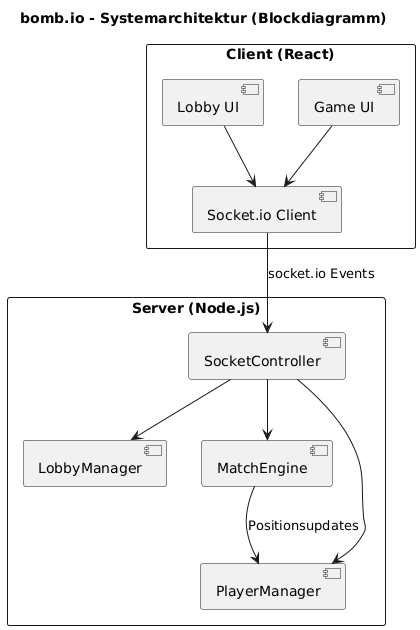 bomb.io - Systemarchitektur (Blockdiagramm)
Client (React)
Lobby UI
Game UI
Socket.io Client
socket.io Events
Server (Node.js)
SocketController
LobbyManager
MatchEngine
Positionsupdates
PlayerManager